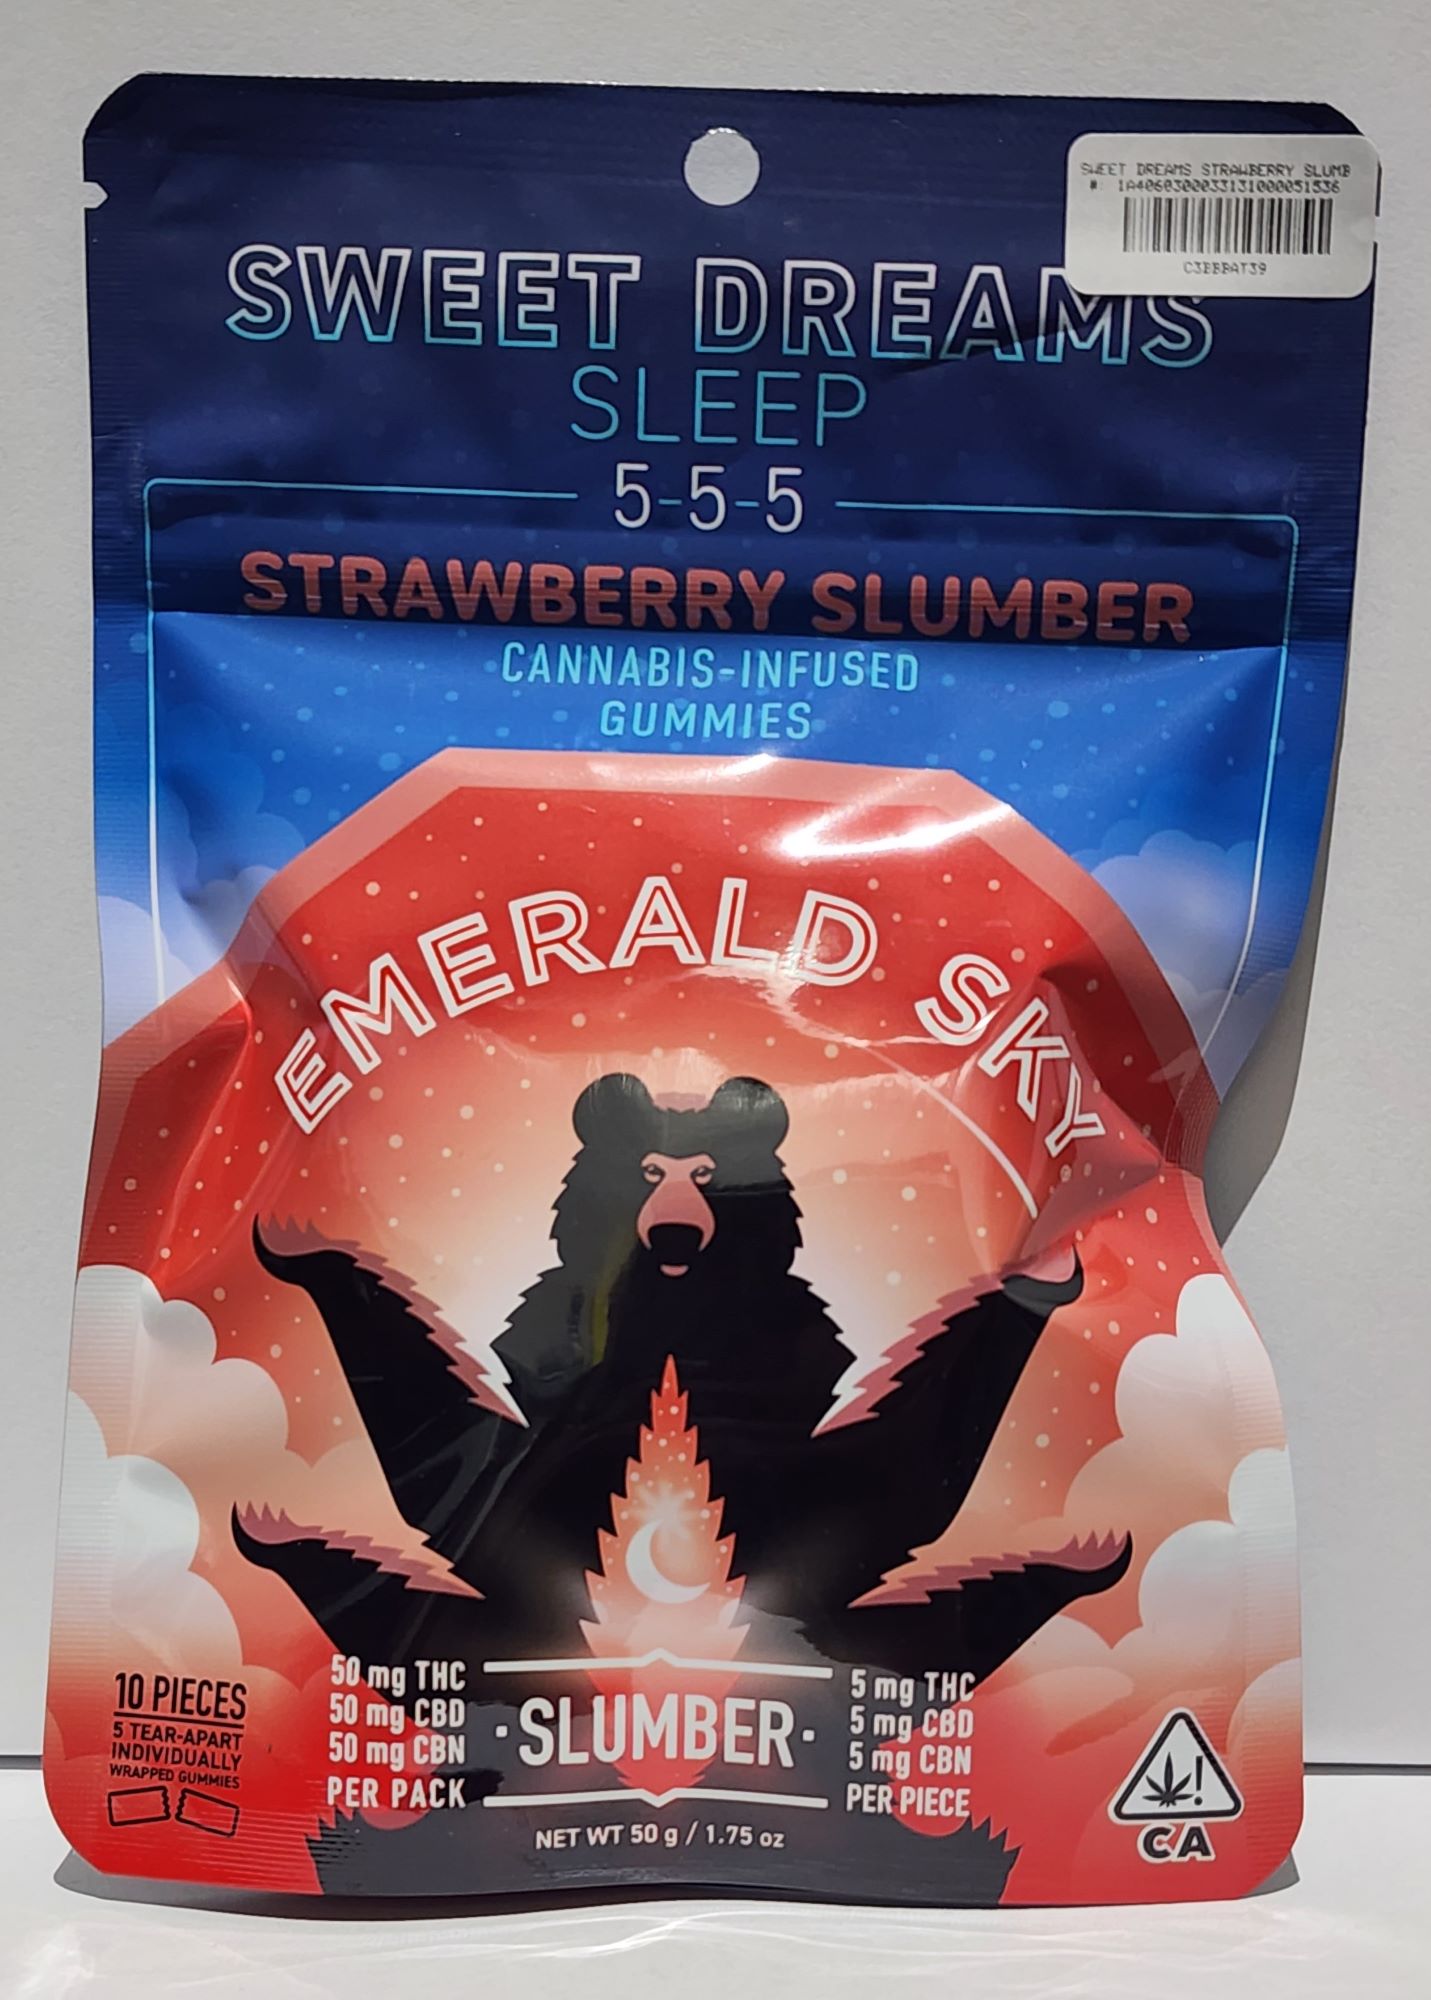 SWEET DREAMS STRAWBERRY SLUMB
#: 1A4060300033131000051536
C3BBBAT39
SWEET DREAMS
SLEEP
5-5-5
STRAWBERRY SLUMBER
CANNABIS-INFUSED
GUMMIES
EMERALD SKY
10 PIECES
5 TEAR-APART
INDIVIDUALLY
WRAPPED GUMMIES
50 mg THC
50 mg CBD
50 mg CBN
PER PACK
·SLUMBER·
5 mg THC
5 mg CBD
5 mg CBN
PER PIECE
NET WT 50 g / 1.75 oz
!
CA